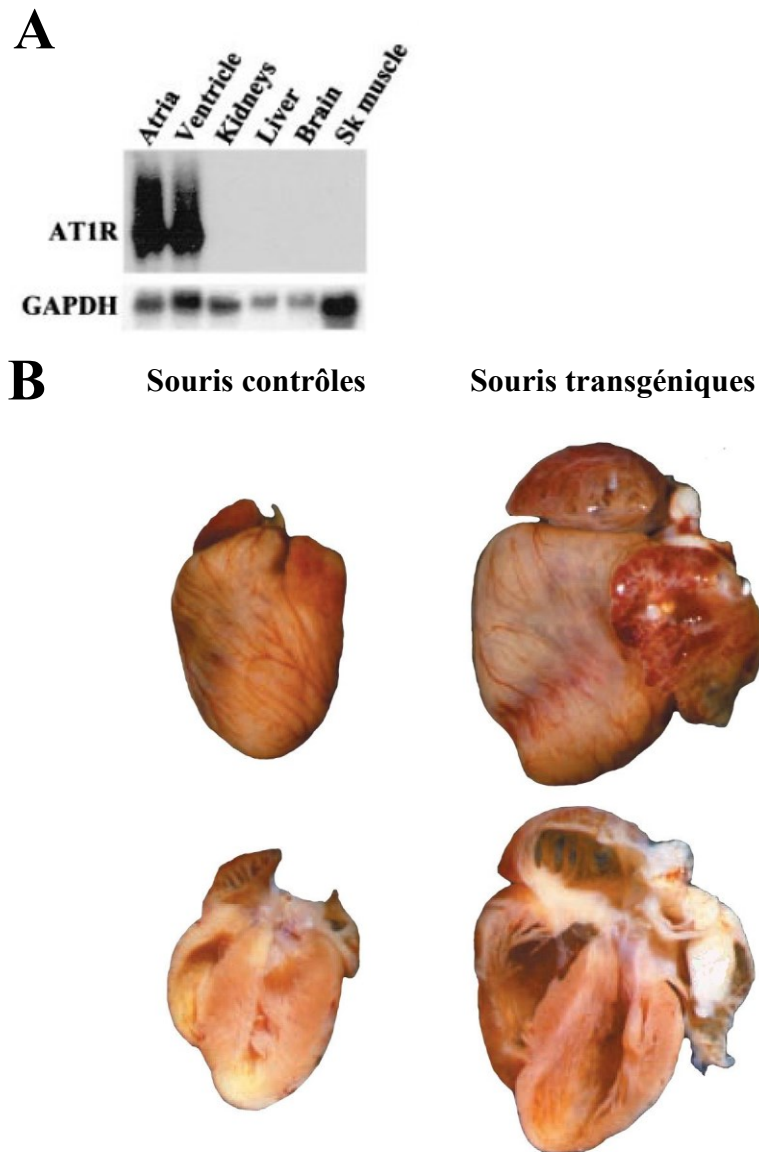 A
Atria
Ventricle
Kidneys
Liver
Brain
Sk muscle
AT1R
GAPDH
B
Souris contrôles
Souris transgéniques